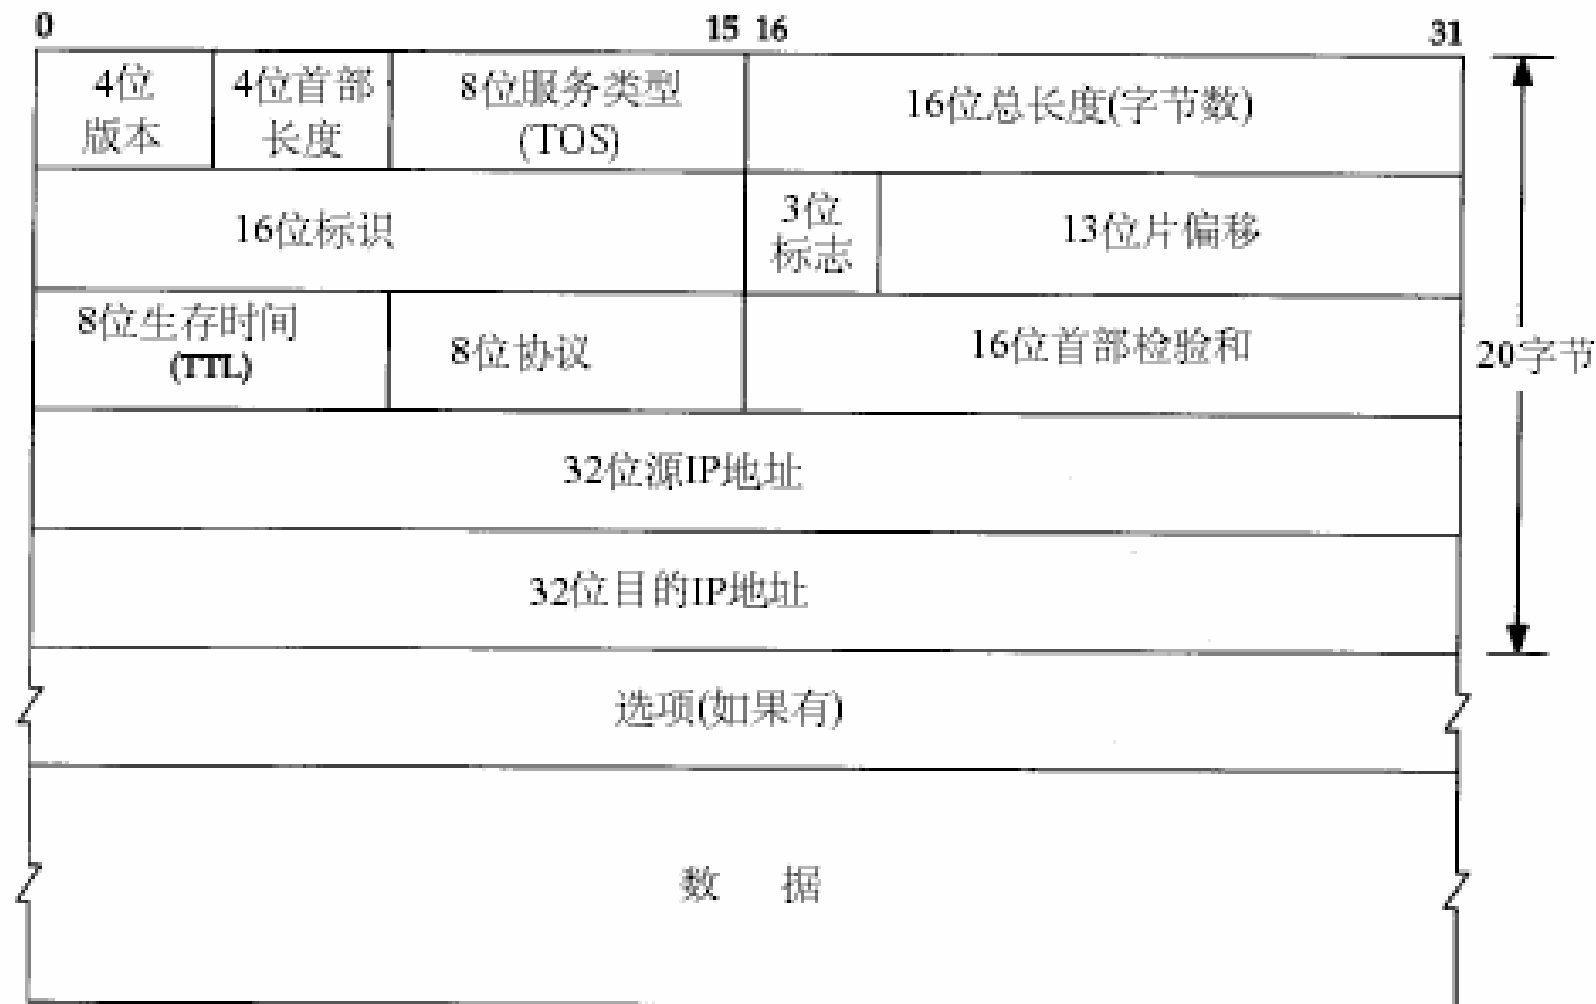 0
15 16
31
4位
版本
4位首部
长度
8位服务类型
(TOS)
16位总长度(字节数)
16位标识
3位
标志
13位片偏移
8位生存时间
(TTL)
8位协议
16位首部检验和
20字节
32位源IP地址
32位目的IP地址
选项(如果有)
数 据